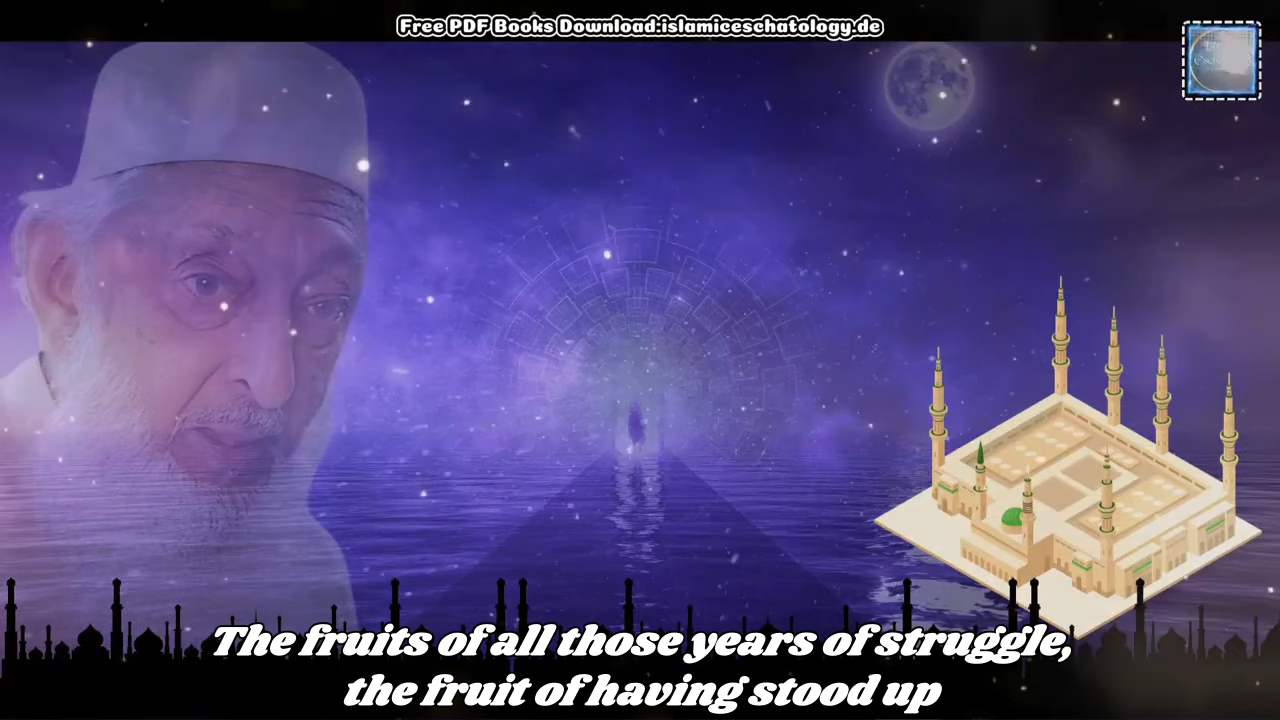 Free PDF Books Download:islamiceschatology.de
The fruits of all those years of struggle,
the fruit of having stood up